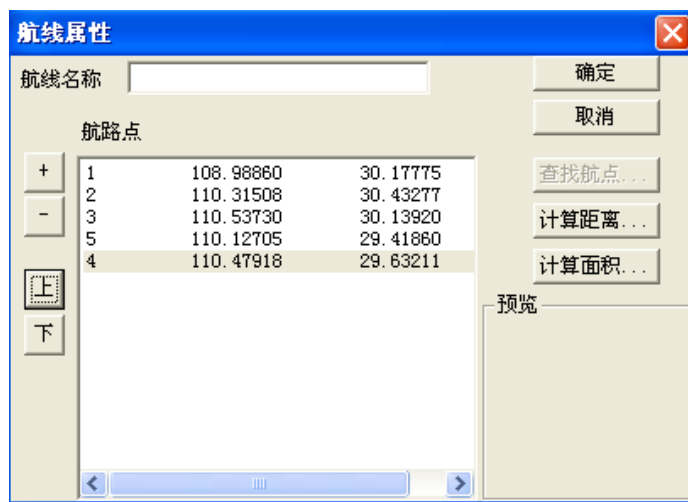 航线属性
航线名称
确定
取消
航路点
+
-
上
下
1 108.98860 30.17775
2 110.31508 30.43277
3 110.53730 30.13920
5 110.12705 29.41860
4 110.47918 29.63211
查找航点...
计算距离...
计算面积...
预览